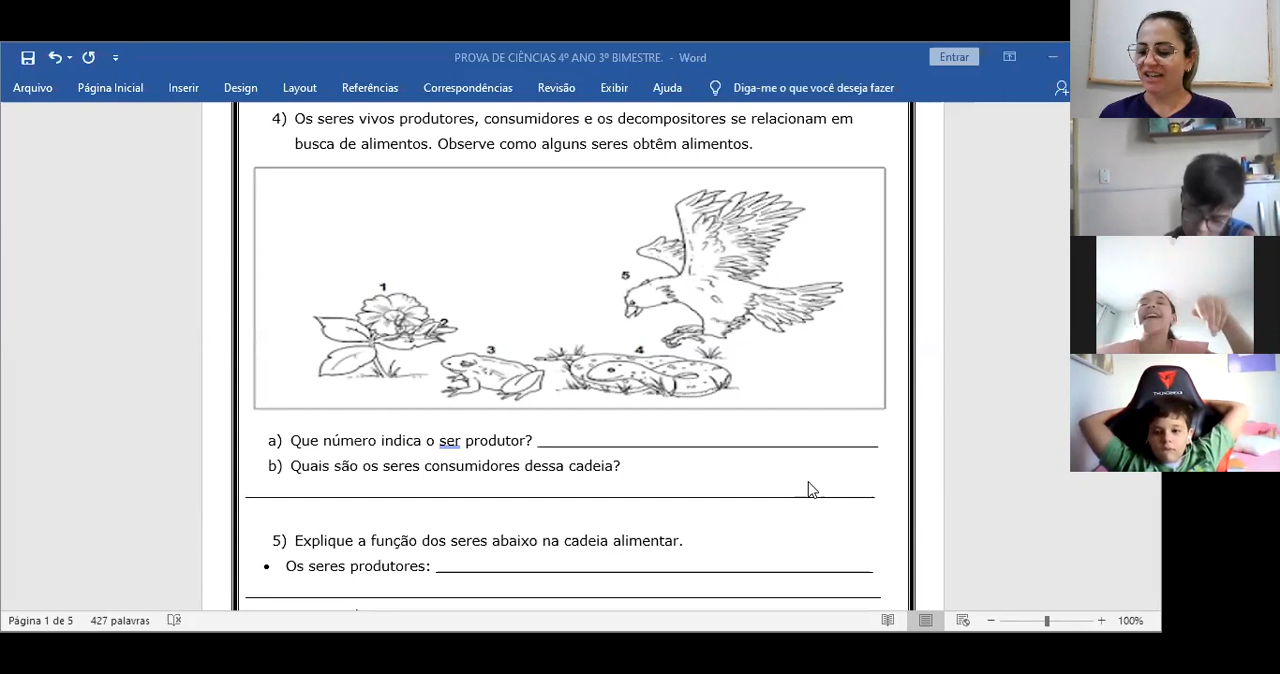 PROVA DE CIÊNCIAS 4º ANO 3º BIMESTRE. - Word
Entrar
Arquivo Página Inicial Inserir Design Layout Referências Correspondências Revisão Exibir Ajuda Diga-me o que você deseja fazer
4) Os seres vivos produtores, consumidores e os decompositores se relacionam em
busca de alimentos. Observe como alguns seres obtêm alimentos.
1
2
3
4
5
a) Que número indica o ser produtor?
b) Quais são os seres consumidores dessa cadeia?
5) Explique a função dos seres abaixo na cadeia alimentar.
• Os seres produtores:
Página 1 de 5 427 palavras 100%